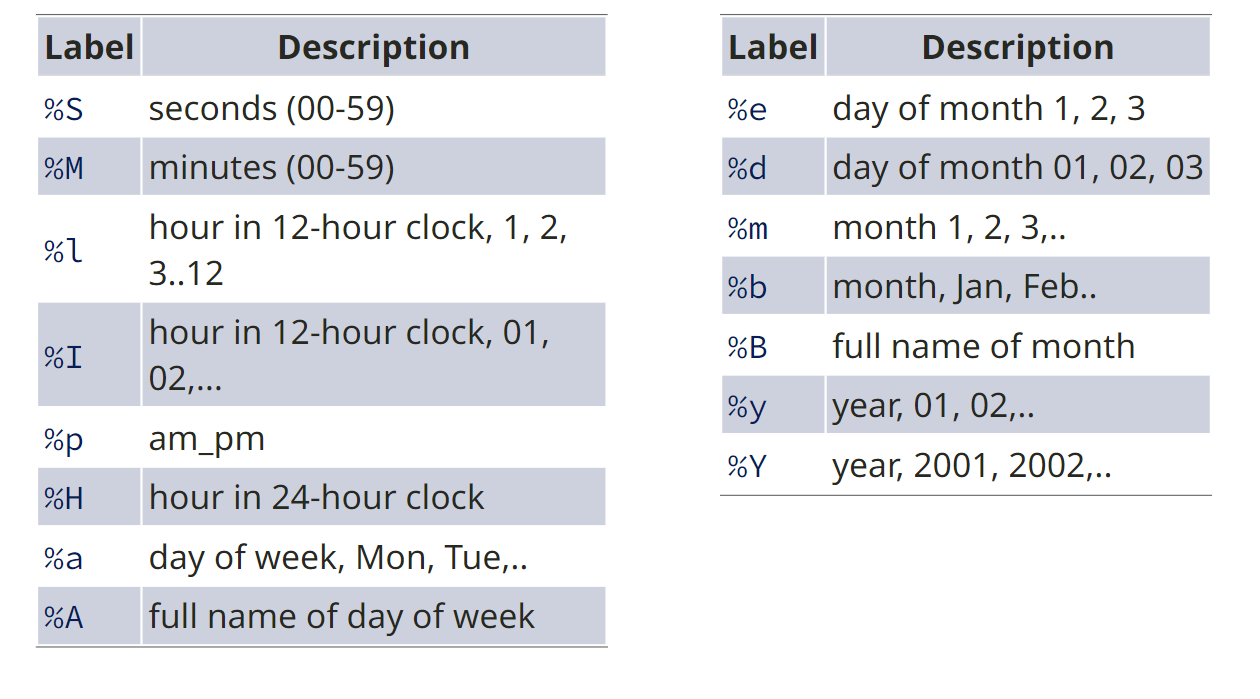 Label Description
%S seconds (00-59)
%M minutes (00-59)
%l hour in 12-hour clock, 1, 2,
3..12
%I hour in 12-hour clock, 01,
02,...
%p am_pm
%H hour in 24-hour clock
%a day of week, Mon, Tue,..
%A full name of day of week
Label Description
%e day of month 1, 2, 3
%d day of month 01, 02, 03
%m month 1, 2, 3,..
%b month, Jan, Feb..
%B full name of month
%y year, 01, 02,..
%Y year, 2001, 2002,..